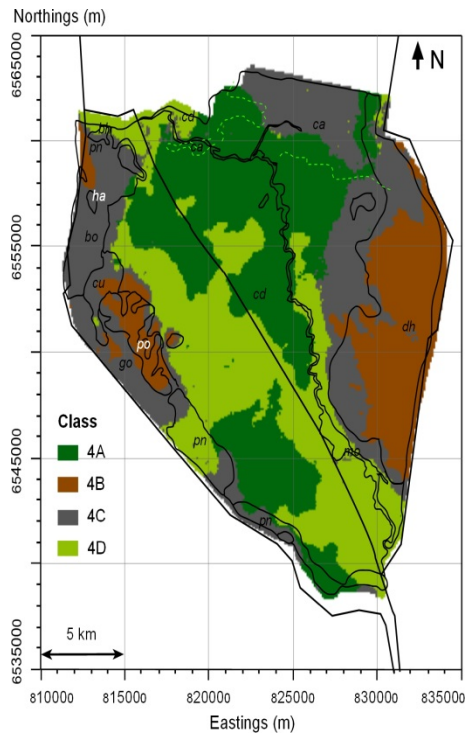 Northings (m)
6565000
N
cd
ca
bh
pn
ca
ha
bo
6555000
cd
cu
dh
po
go
Class
4A
4B
4C
4D
pn
mp
6545000
pn
5 km
6535000
810000 815000 820000 825000 830000 835000
Eastings (m)